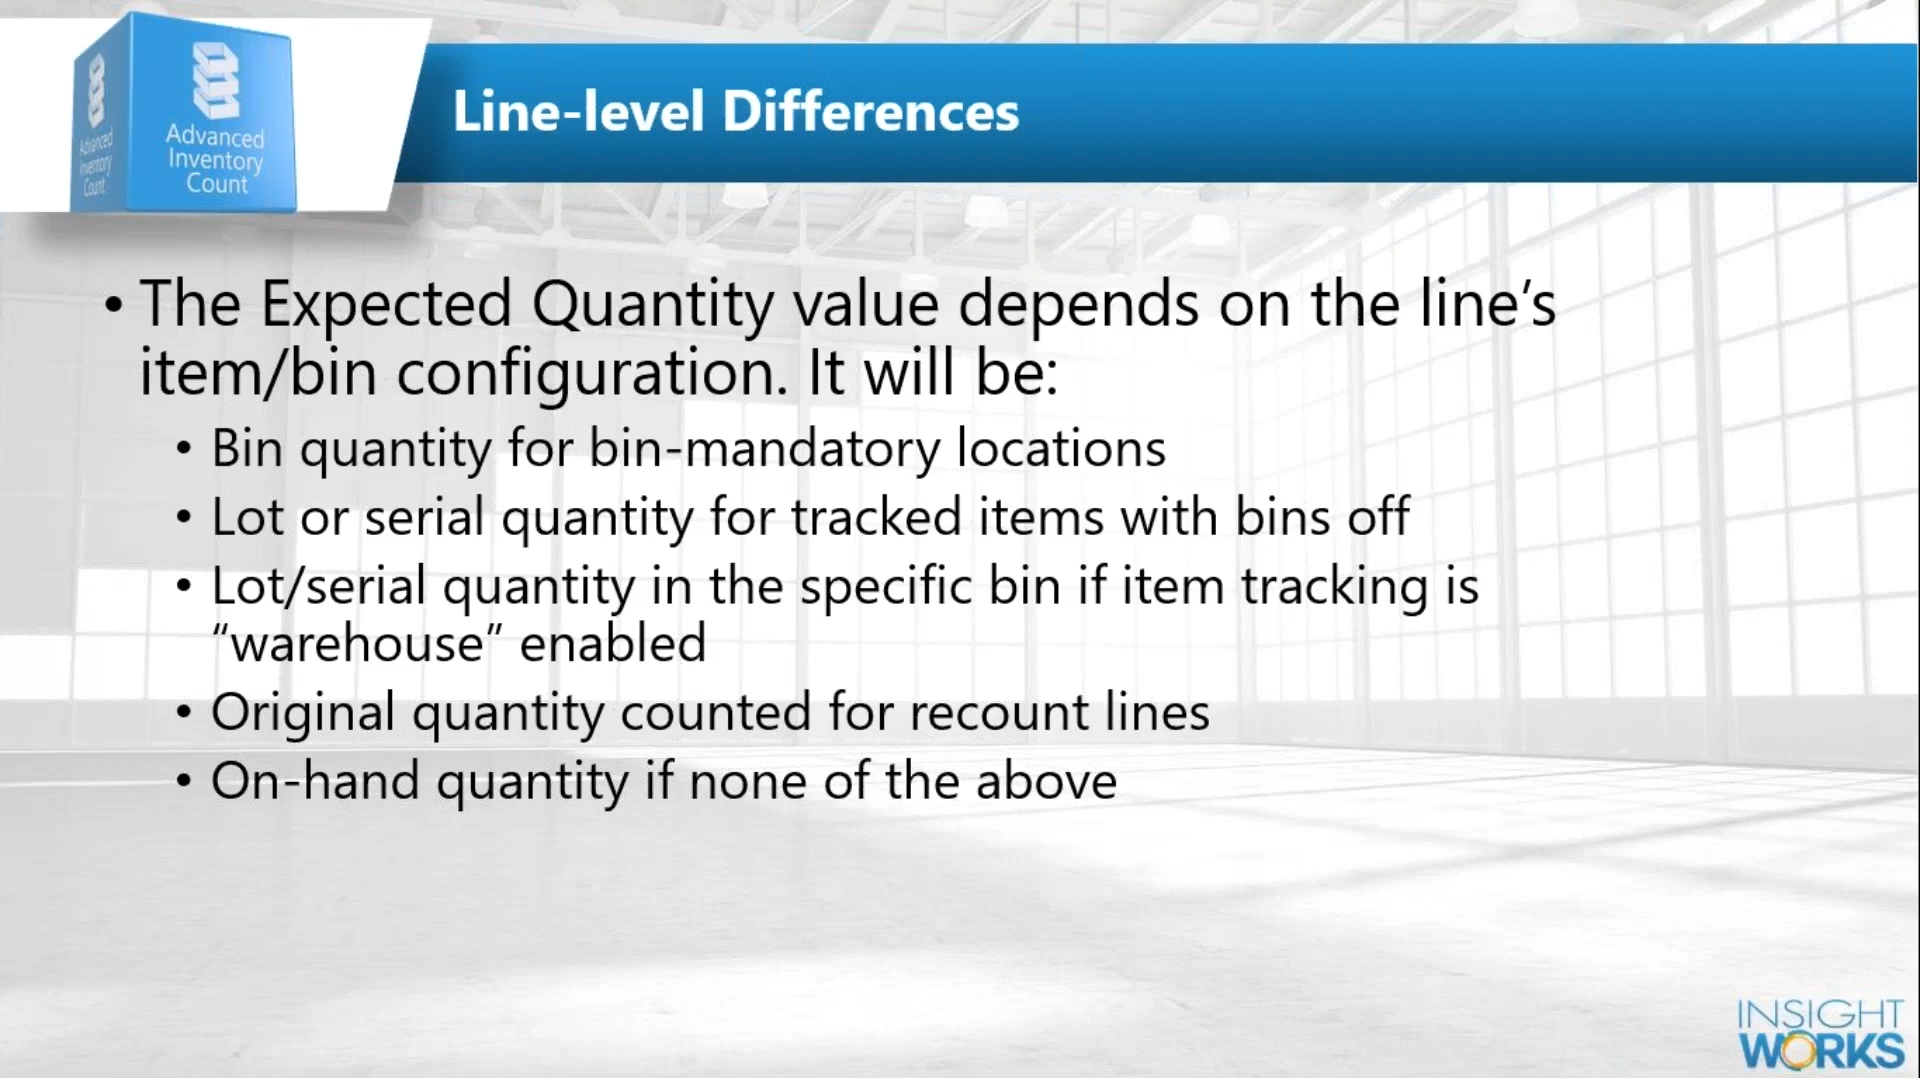 Advanced
Inventory
Count
Advanced
Inventory
Count
Line-level Differences
• The Expected Quantity value depends on the line’s
item/bin configuration. It will be:
• Bin quantity for bin-mandatory locations
• Lot or serial quantity for tracked items with bins off
• Lot/serial quantity in the specific bin if item tracking is
“warehouse” enabled
• Original quantity counted for recount lines
• On-hand quantity if none of the above
INSIGHT
WORKS